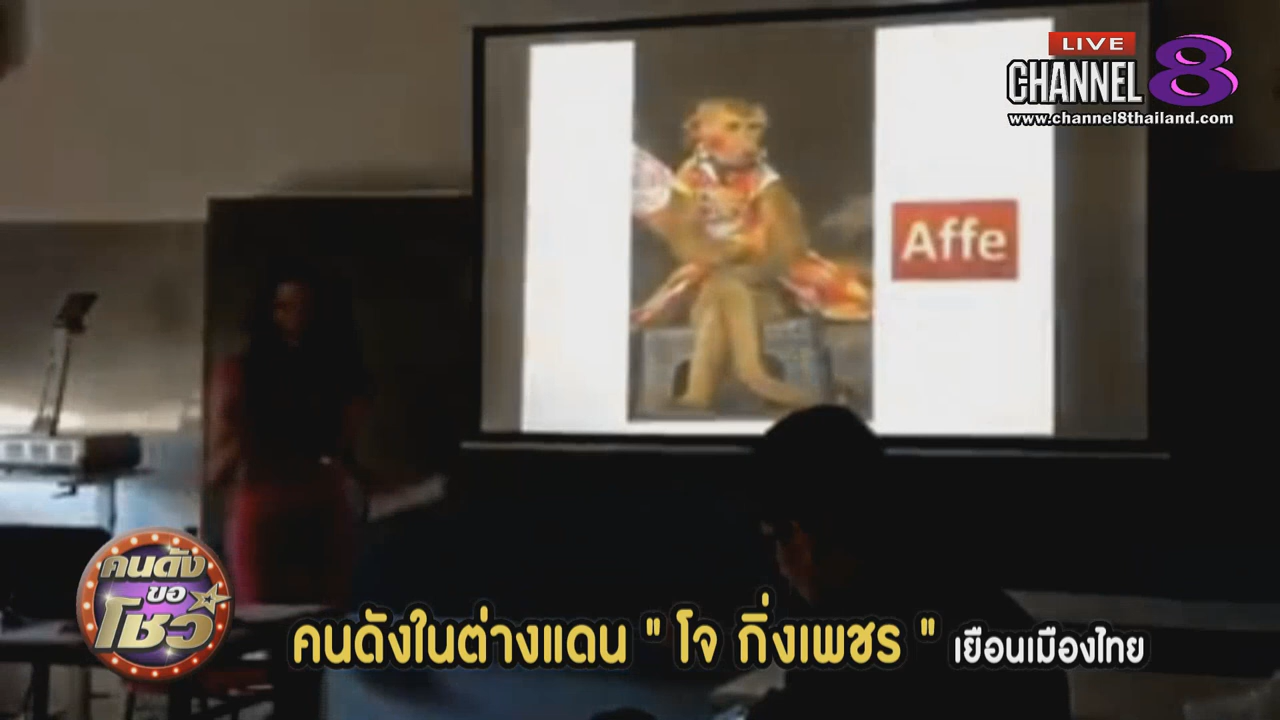 LIVE
CHANNEL 8
www.channel8thailand.com
Affe
คนดัง
ขอ
โชว์
คนดังในต่างแดน " โจ กิ่งเพชร " เยือนเมืองไทย